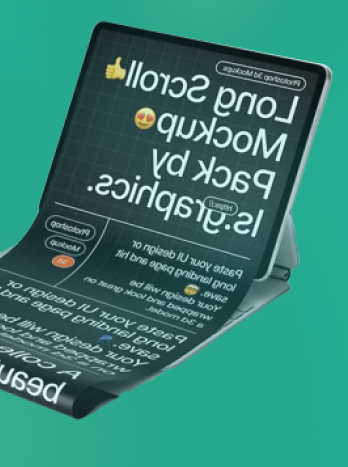 Photoshop 3d Mockups
Long Scroll👍
Mockup😍
Pack by
https://
Is.graphics.
Paste your UI design or
long landing page and hit
save. 😎
Your design will be
wrapped and look great on
a 3d model.
Photoshop
Mockup
3d
Paste your UI design or
long landing page and
save.
Your design will be
A
beau